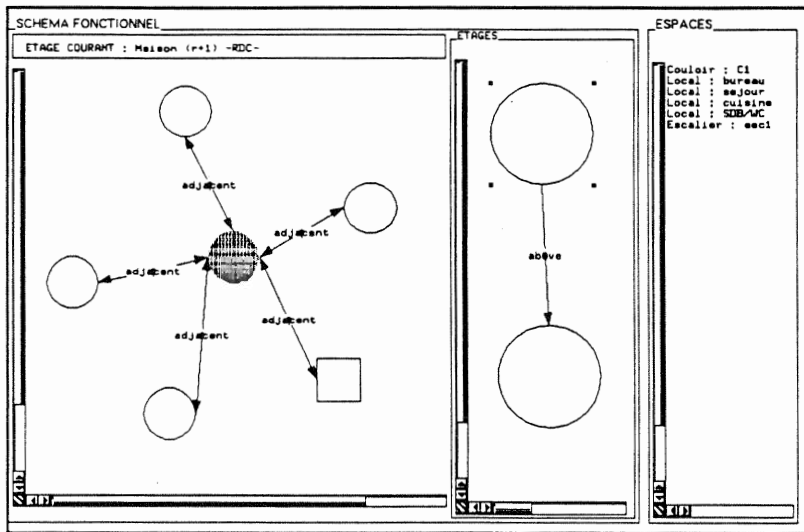 SCHEMA FONCTIONNEL
ETAGE COURANT : Maison (r+1) -RDC-
adjacent
adjacent
adjacent
adjacent
adjacent
ETAGES
above
ESPACES
Couloir : C1
Local : bureau
Local : sejour
Local : cuisine
Local : SDB/WC
Escalier : esc1